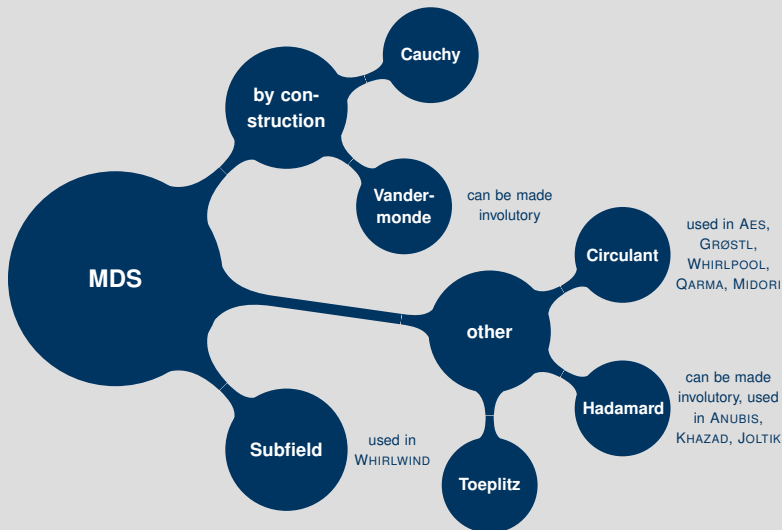 MDS
by con-
struction
Cauchy
Vander-
monde
can be made
involutory
other
Circulant
used in AES,
GRØSTL,
WHIRLPOOL,
QARMA, MIDORI
Hadamard
can be made
involutory, used
in ANUBIS,
KHAZAD, JOLTIK
Toeplitz
Subfield
used in
WHIRLWIND